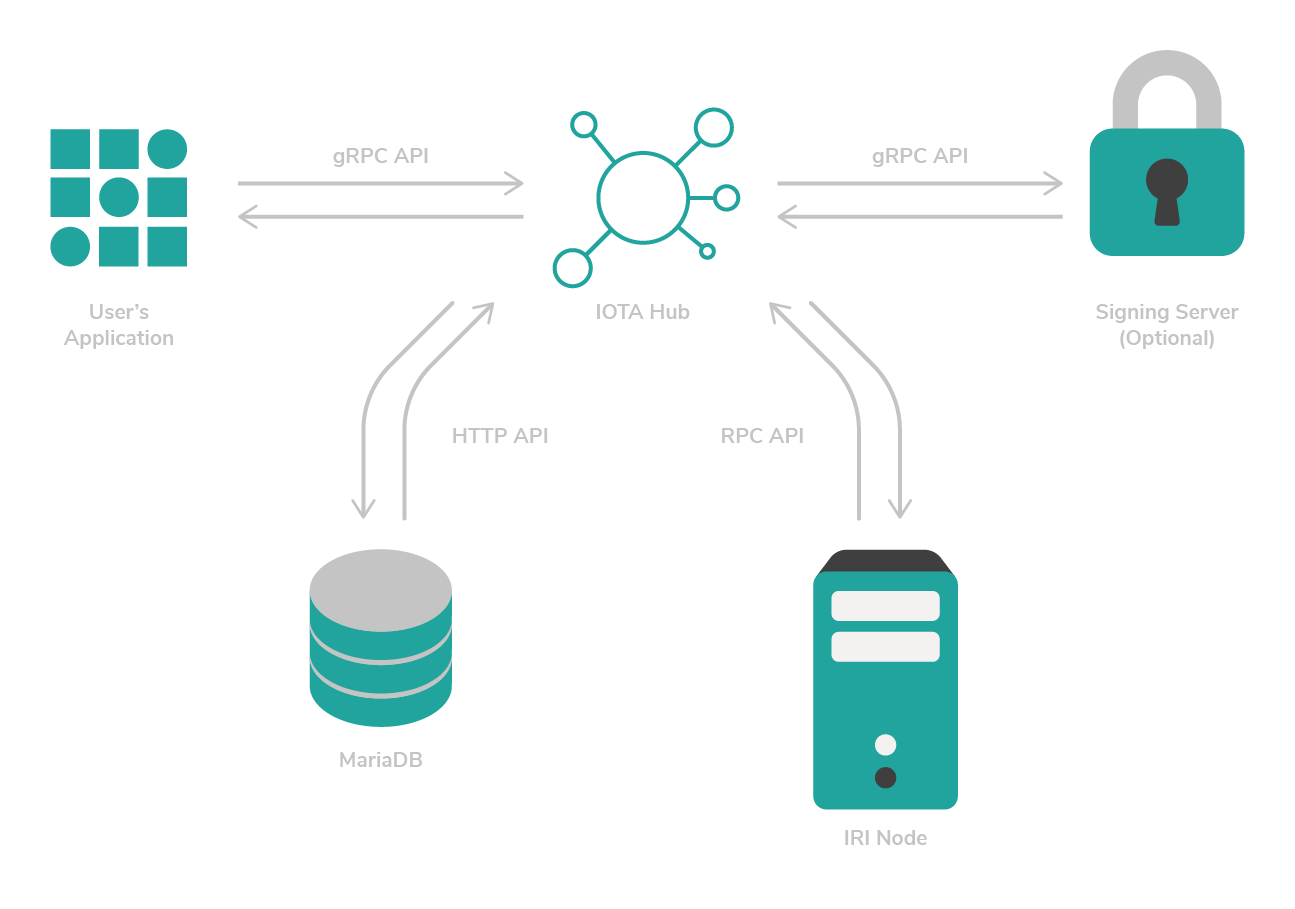 gRPC API
gRPC API
User’s
Application
IOTA Hub
Signing Server
(Optional)
HTTP API
RPC API
MariaDB
IRI Node